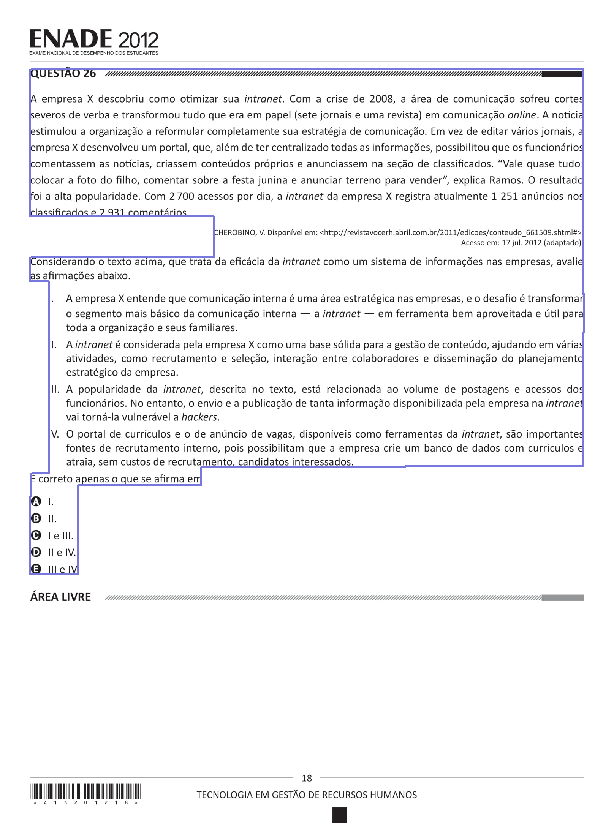 ENADE 2012
EXAME NACIONAL DE DESEMPENHO DOS ESTUDANTES
QUESTÃO 26
A empresa X descobriu como otimizar sua intranet. Com a crise de 2008, a área de comunicação sofreu cortes
severos de verba e transformou tudo que era em papel (sete jornais e uma revista) em comunicação online. A notícia
estimulou a organização a reformular completamente sua estratégia de comunicação. Em vez de editar vários jornais, a
empresa X desenvolveu um portal, que, além de ter centralizado todas as informações, possibilitou que os funcionários
comentassem as notícias, criassem conteúdos próprios e anunciassem na seção de classificados. “Vale quase tudo:
colocar a foto do filho, comentar sobre a festa junina e anunciar terreno para vender”, explica Ramos. O resultado
foi a alta popularidade. Com 2 700 acessos por dia, a intranet da empresa X registra atualmente 1 251 anúncios nos
classificados e 2 931 comentários.
CHEROBINO, V. Disponível em: <http://revistavocerh.abril.com.br/2011/edicoes/conteudo_661509.shtml#>
Acesso em: 17 jul. 2012 (adaptado).
Considerando o texto acima, que trata da eficácia da intranet como um sistema de informações nas empresas, avalie
as afirmações abaixo.
I. A empresa X entende que comunicação interna é uma área estratégica nas empresas, e o desafio é transformar
o segmento mais básico da comunicação interna — a intranet — em ferramenta bem aproveitada e útil para
toda a organização e seus familiares.
II. A intranet é considerada pela empresa X como uma base sólida para a gestão de conteúdo, ajudando em várias
atividades, como recrutamento e seleção, interação entre colaboradores e disseminação do planejamento
estratégico da empresa.
III. A popularidade da intranet, descrita no texto, está relacionada ao volume de postagens e acessos dos
funcionários. No entanto, o envio e a publicação de tanta informação disponibilizada pela empresa na intranet
vai torná-la vulnerável a hackers.
IV. O portal de currículos e o de anúncio de vagas, disponíveis como ferramentas da intranet, são importantes
fontes de recrutamento interno, pois possibilitam que a empresa crie um banco de dados com currículos e
atraia, sem custos de recrutamento, candidatos interessados.
É correto apenas o que se afirma em
A I.
B II.
C I e III.
D II e IV.
E III e IV.
ÁREA LIVRE
18
TECNOLOGIA EM GESTÃO DE RECURSOS HUMANOS